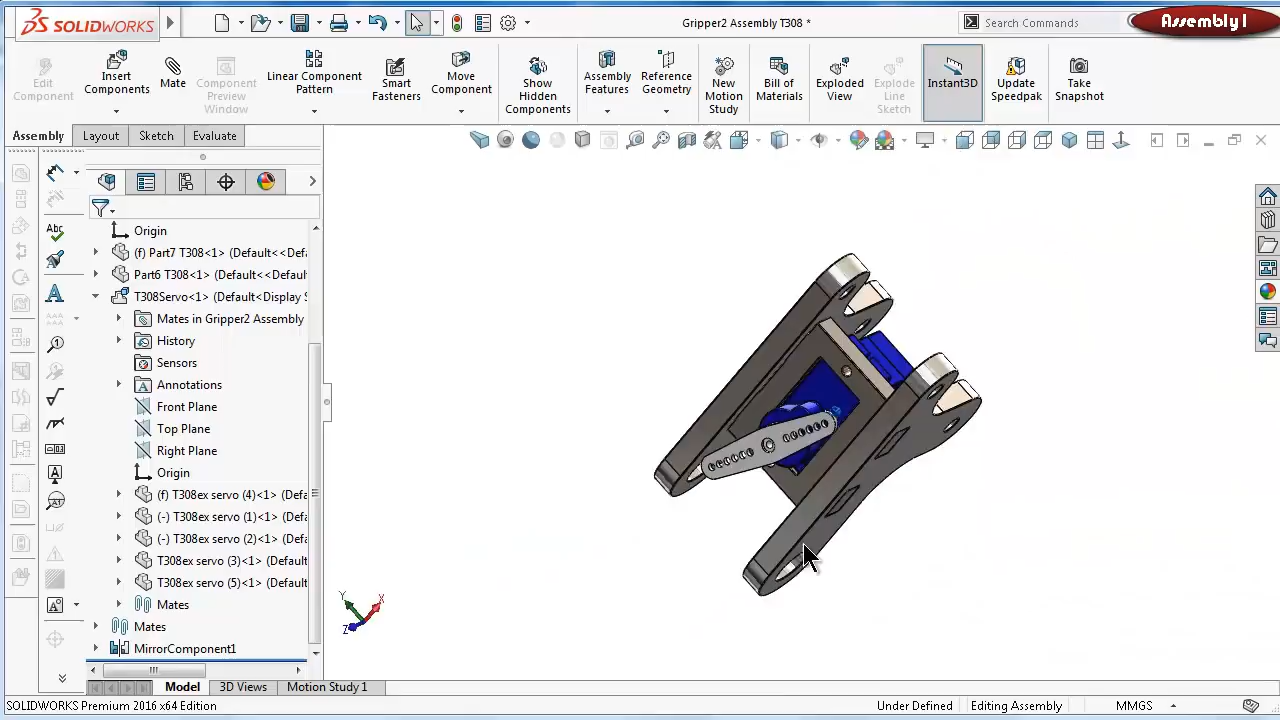 SOLIDWORKS
Gripper2 Assembly T308 *
Search Commands
Assembly1
Edit Component
Insert Components
Mate
Component Preview Window
Linear Component Pattern
Smart Fasteners
Move Component
Show Hidden Components
Assembly Features
Reference Geometry
New Motion Study
Bill of Materials
Exploded View
Explode Line Sketch
Instant3D
Update Speedpak
Take Snapshot
Assembly
Layout
Sketch
Evaluate
Origin
(f) Part7 T308<1> (Default<<Def
Part6 T308<1> (Default<<Defaul
T308Servo<1> (Default<Display S
Mates in Gripper2 Assembly
History
Sensors
Annotations
Front Plane
Top Plane
Right Plane
Origin
(f) T308ex servo (4)<1> (Defa
(-) T308ex servo (1)<1> (Defa
(-) T308ex servo (2)<1> (Defa
T308ex servo (3)<1> (Default
T308ex servo (5)<1> (Default
Mates
Mates
MirrorComponent1
Abc
Y
X
Z
Model
3D Views
Motion Study 1
SOLIDWORKS Premium 2016 x64 Edition
Under Defined
Editing Assembly
MMGS